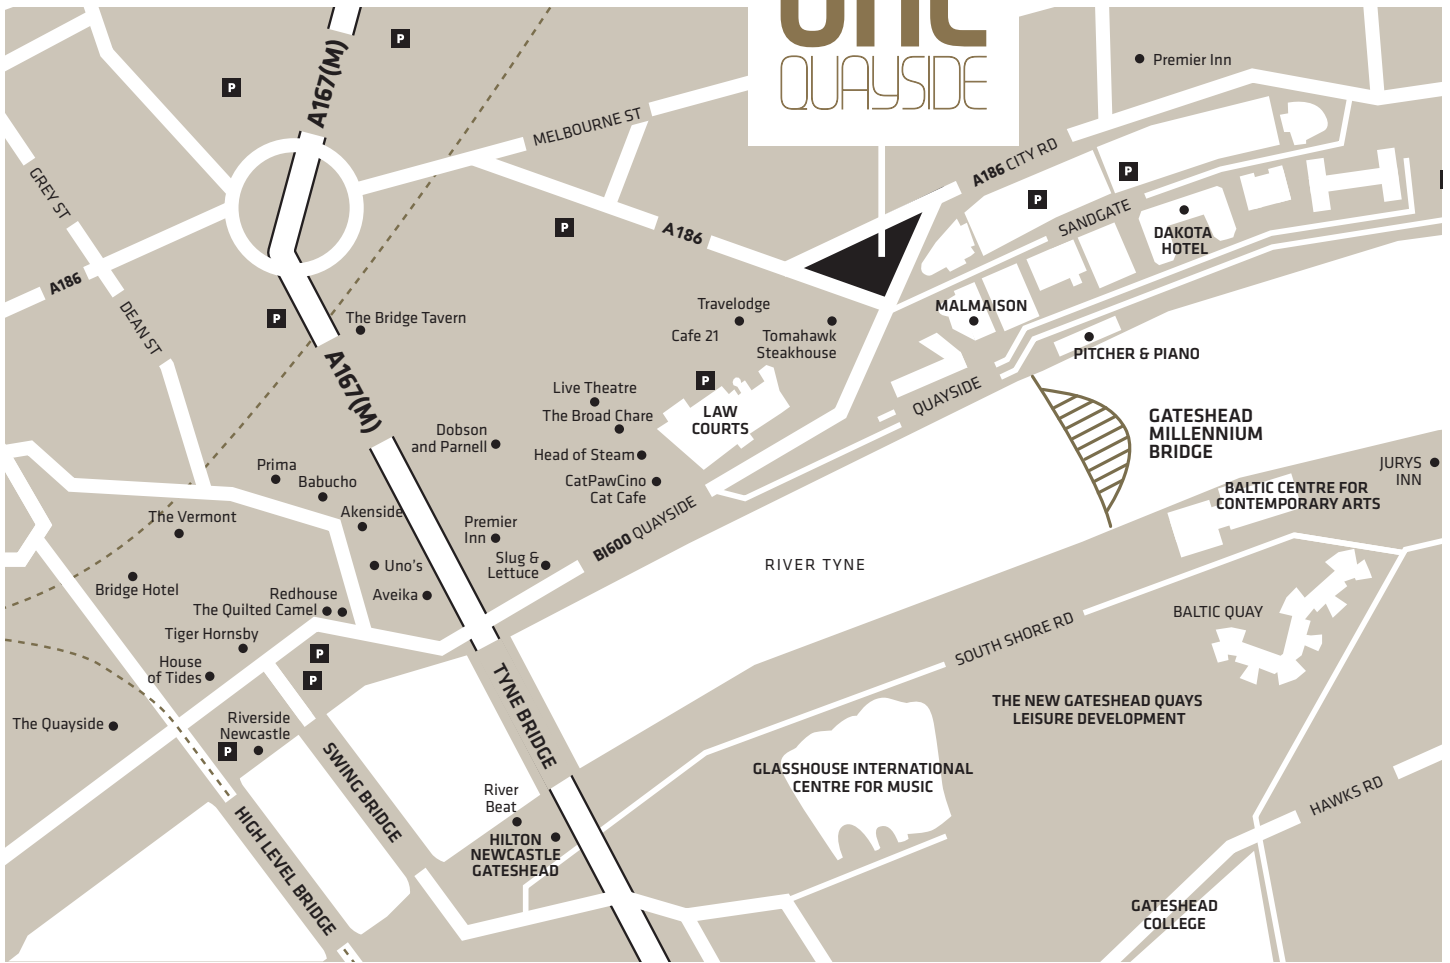 QUAYSIDE
A167(M)
P
P
P
P
P
P
P
P
P
P
P
Premier Inn
MELBOURNE ST
A186 CITY RD
GREY ST
SANDGATE
A186
DAKOTA
HOTEL
A186
DEAN ST
The Bridge Tavern
A167(M)
Travelodge
Cafe 21
Tomahawk
Steakhouse
MALMAISON
PITCHER & PIANO
QUAYSIDE
LAW
COURTS
Live Theatre
The Broad Chare
Head of Steam
CatPawCino
Cat Cafe
Dobson
and Parnell
GATESHEAD
MILLENNIUM
BRIDGE
JURYS
INN
BALTIC CENTRE FOR
CONTEMPORARY ARTS
Prima
Babucho
Akenside
The Vermont
Premier
Inn
Slug &
Lettuce
B1600 QUAYSIDE
RIVER TYNE
Uno's
Aveika
Bridge Hotel
Redhouse
The Quilted Camel
Tiger Hornsby
House
of Tides
The Quayside
Riverside
Newcastle
SOUTH SHORE RD
BALTIC QUAY
TYNE BRIDGE
SWING BRIDGE
HIGH LEVEL BRIDGE
THE NEW GATESHEAD QUAYS
LEISURE DEVELOPMENT
GLASSHOUSE INTERNATIONAL
CENTRE FOR MUSIC
River
Beat
HILTON
NEWCASTLE
GATESHEAD
HAWKS RD
GATESHEAD
COLLEGE